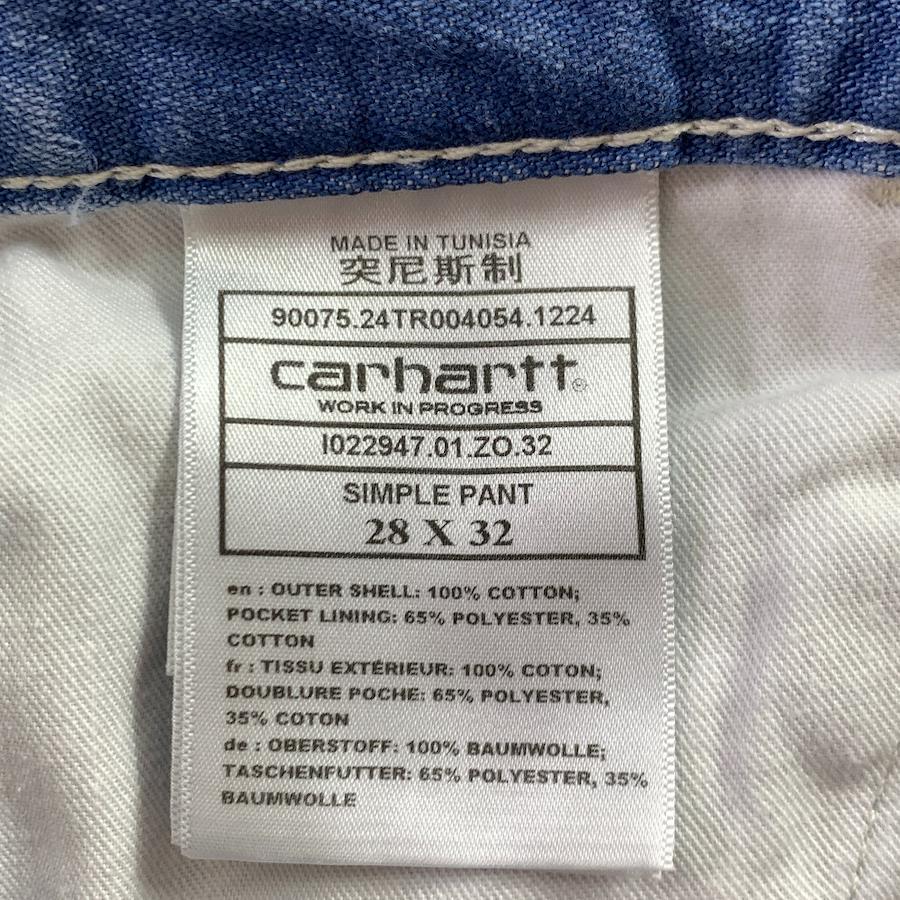 MADE IN TUNISIA
突尼斯制
90075.24TR004054.1224
carhartt®
WORK IN PROGRESS
I022947.01.ZO.32
SIMPLE PANT
28 X 32
en : OUTER SHELL: 100% COTTON;
POCKET LINING: 65% POLYESTER, 35%
COTTON
fr : TISSU EXTÉRIEUR: 100% COTON;
DOUBLURE POCHE: 65% POLYESTER,
35% COTON
de : OBERSTOFF: 100% BAUMWOLLE;
TASCHENFUTTER: 65% POLYESTER, 35%
BAUMWOLLE